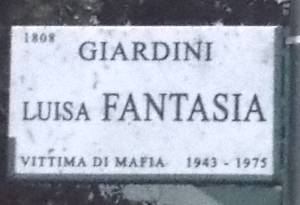 1808
GIARDINI
LUISA FANTASIA
VITTIMA DI MAFIA 1943 - 1975